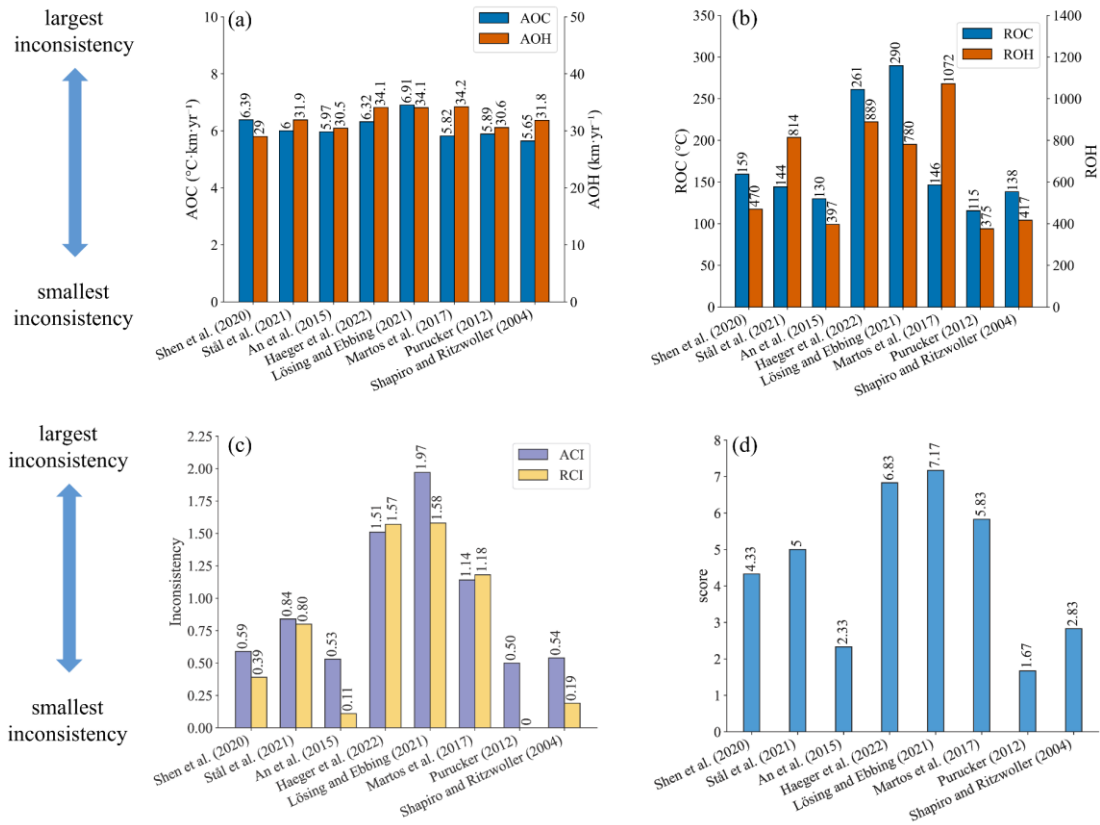 largest
inconsistency
smallest
inconsistency
(a)
AOC
AOH
AOC (°C·km·yr⁻¹)
10
8
6
4
2
0
6.39
29
6
31.9
5.97
30.5
6.32
34.1
6.91
34.1
5.82
34.2
5.89
30.6
5.65
31.8
50
40
30
20
10
0
AOH (km·yr⁻¹)
Shen et al. (2020)
Stål et al. (2021)
An et al. (2015)
Haeger et al. (2022)
Lösing and Ebbing (2021)
Martos et al. (2017)
Purucker (2012)
Shapiro and Ritzwoller (2004)
(b)
ROC
ROH
ROC (°C)
350
300
250
200
150
100
50
0
159
470
144
814
130
397
261
889
290
780
146
1072
115
375
138
417
1400
1200
1000
800
600
400
200
0
ROH
Shen et al. (2020)
Stål et al. (2021)
An et al. (2015)
Haeger et al. (2022)
Lösing and Ebbing (2021)
Martos et al. (2017)
Purucker (2012)
Shapiro and Ritzwoller (2004)
largest
inconsistency
smallest
inconsistency
(c)
ACI
RCI
Inconsistency
2.25
2.00
1.75
1.50
1.25
1.00
0.75
0.50
0.25
0.00
0.59
0.39
0.84
0.80
0.53
0.11
1.51
1.57
1.97
1.58
1.14
1.18
0.50
0
0.54
0.19
Shen et al. (2020)
Stål et al. (2021)
An et al. (2015)
Haeger et al. (2022)
Lösing and Ebbing (2021)
Martos et al. (2017)
Purucker (2012)
Shapiro and Ritzwoller (2004)
(d)
score
8
7
6
5
4
3
2
1
0
4.33
5
2.33
6.83
7.17
5.83
1.67
2.83
Shen et al. (2020)
Stål et al. (2021)
An et al. (2015)
Haeger et al. (2022)
Lösing and Ebbing (2021)
Martos et al. (2017)
Purucker (2012)
Shapiro and Ritzwoller (2004)